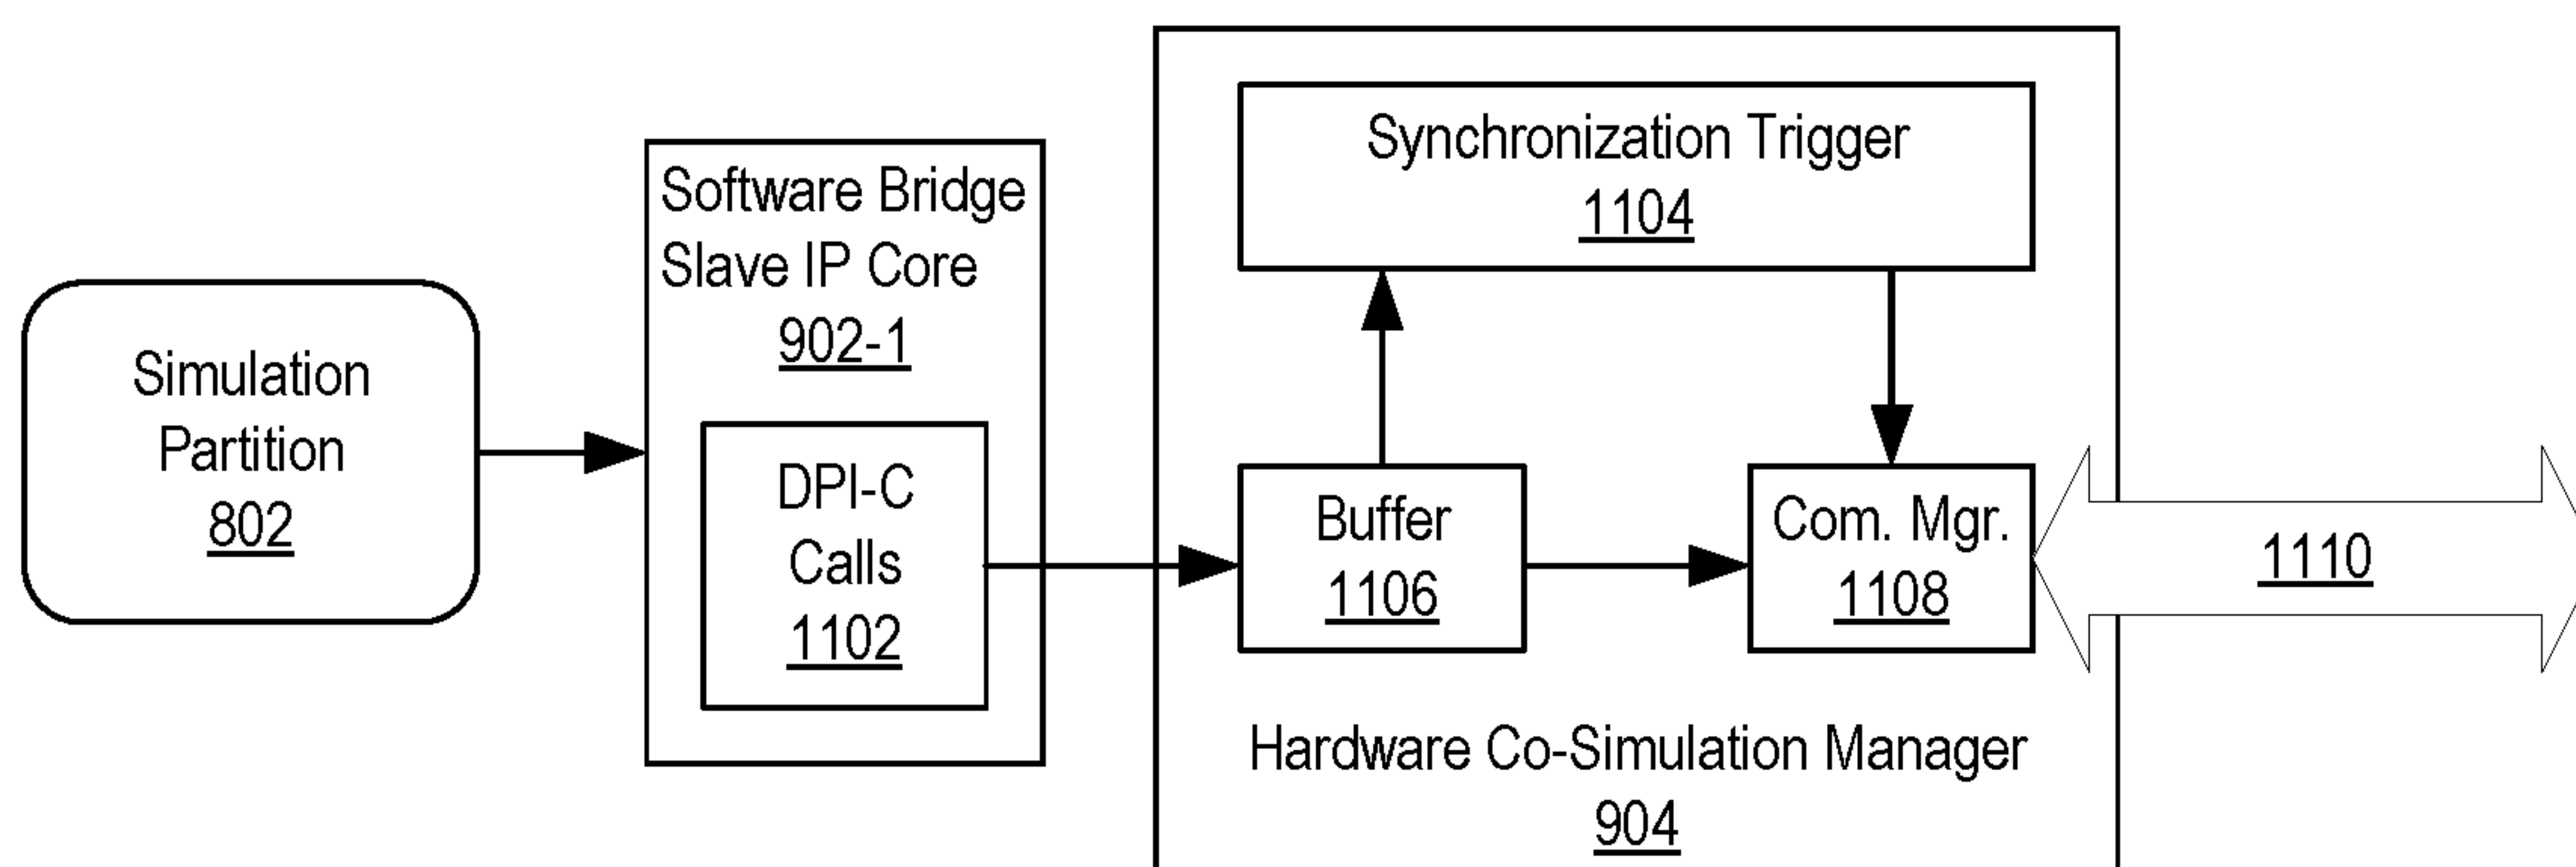 Simulation
Partition
802
Software Bridge
Slave IP Core
902-1
DPI-C
Calls
1102
Synchronization Trigger
1104
Buffer
1106
Com. Mgr.
1108
1110
Hardware Co-Simulation Manager
904